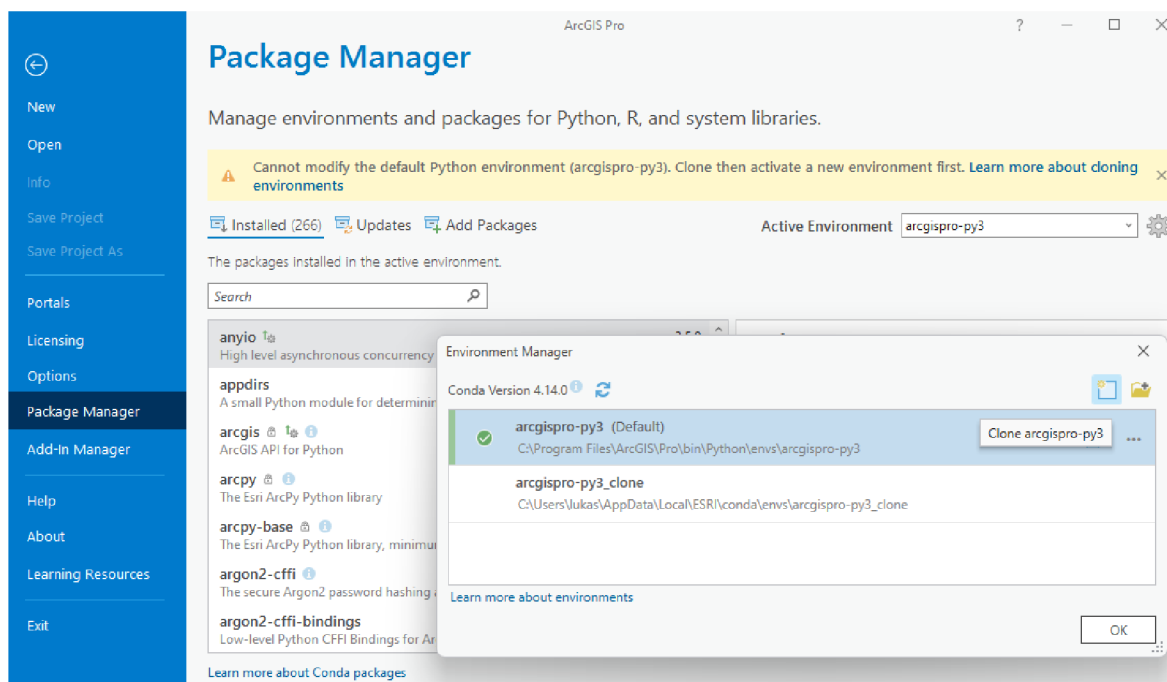 ArcGIS Pro
?
Package Manager
New
Manage environments and packages for Python, R, and system libraries.
Open
Cannot modify the default Python environment (arcgispro-py3). Clone then activate a new environment first. Learn more about cloning
environments
Info
Save Project
Installed (266) Updates Add Packages Active Environment arcgispro-py3
Save Project As
The packages installed in the active environment.
Portals
Search
Licensing
anyio
High level asynchronous concurrency
Options
appdirs
A small Python module for
Package Manager
arcgis
ArcGIS API for Python
Add-In Manager
arcpy
The Esri ArcPy Python library
Help
arcpy-base
The Esri ArcPy Python library,
About
argon2-cffi
The secure Argon2 password hashing
Learning Resources
argon2-cffi-bindings
Low-level Python CFFI Bindings for
Exit
Learn more about Conda packages
Environment Manager
Conda Version 4.14.0
arcgispro-py3 (Default)
C:\Program Files\ArcGIS\Pro\bin\Python\envs\arcgispro-py3
Clone arcgispro-py3
...
arcgispro-py3_clone
C:\Users\lukas\AppData\Local\ESRI\conda\envs\arcgispro-py3_clone
Learn more about environments
OK